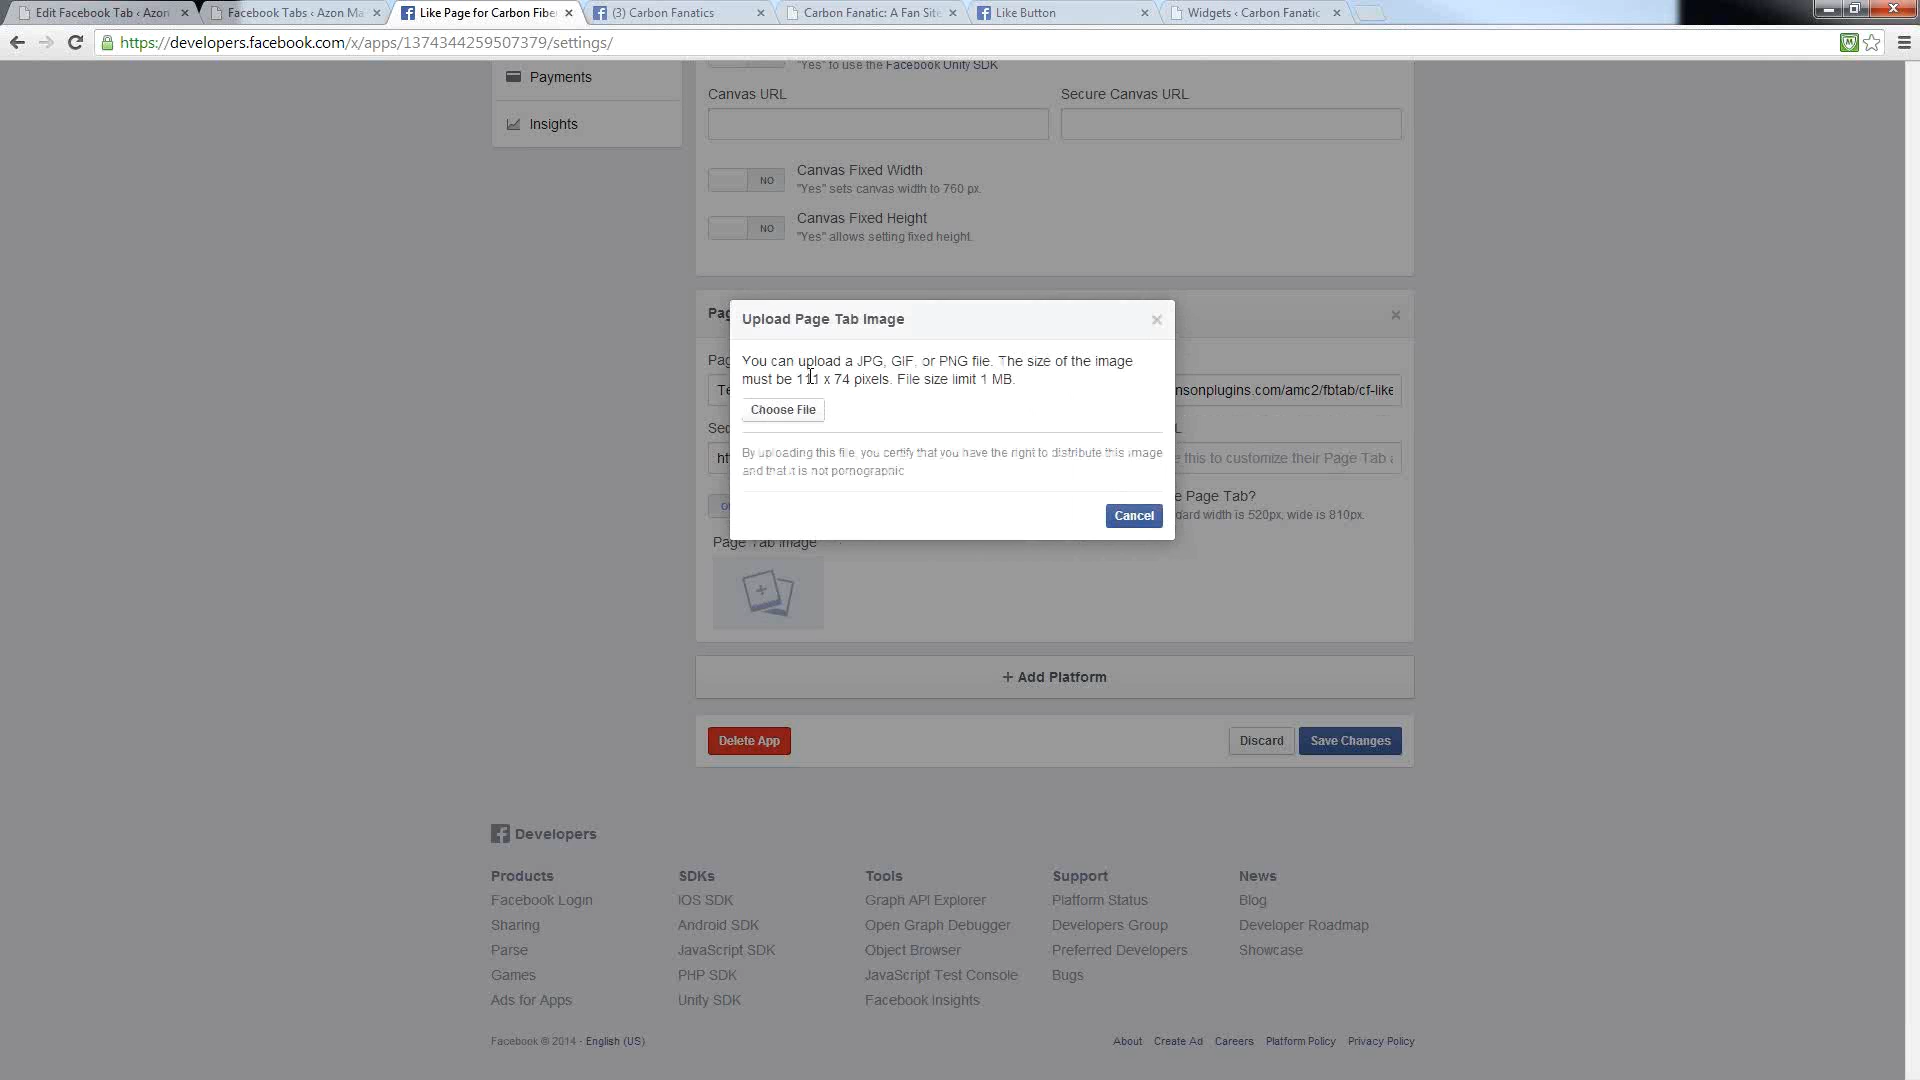 Edit Facebook Tab ‹ Azon
Facebook Tabs ‹ Azon Ma
Like Page for Carbon Fibe
(3) Carbon Fanatics
Carbon Fanatic: A Fan Site
Like Button
Widgets ‹ Carbon Fanatic
https://developers.facebook.com/x/apps/1374344259507379/settings/
Payments
Insights
"Yes" to use the Facebook Unity SDK
Canvas URL
Secure Canvas URL
NO
Canvas Fixed Width
"Yes" sets canvas width to 760 px.
NO
Canvas Fixed Height
"Yes" allows setting fixed height.
Upload Page Tab Image
You can upload a JPG, GIF, or PNG file. The size of the image
must be 111 x 74 pixels. File size limit 1 MB.
nsonplugins.com/amc2/fbtab/cf-like
Choose File
By uploading this file, you certify that you have the right to distribute this image
and that it is not pornographic
this to customize their Page Tab
Page Tab?
width is 520px, wide is 810px.
Cancel
Page Tab Image
+ Add Platform
Delete App
Discard
Save Changes
Developers
Products
Facebook Login
Sharing
Parse
Games
Ads for Apps
SDKs
iOS SDK
Android SDK
JavaScript SDK
PHP SDK
Unity SDK
Tools
Graph API Explorer
Open Graph Debugger
Object Browser
JavaScript Test Console
Facebook Insights
Support
Platform Status
Developers Group
Preferred Developers
Bugs
News
Blog
Developer Roadmap
Showcase
Facebook © 2014 · English (US)
About
Create Ad
Careers
Platform Policy
Privacy Policy